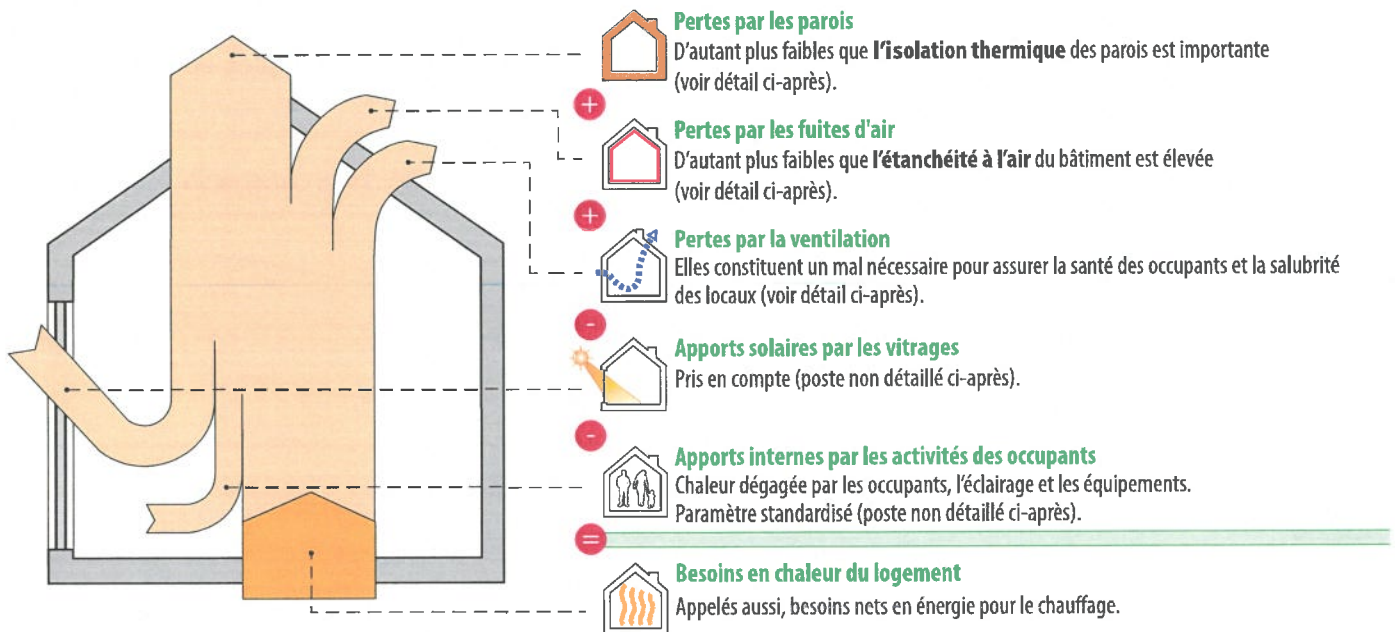 Pertes par les parois
D'autant plus faibles que l'isolation thermique des parois est importante
(voir détail ci-après).
+
Pertes par les fuites d'air
D'autant plus faibles que l'étanchéité à l'air du bâtiment est élevée
(voir détail ci-après).
+
Pertes par la ventilation
Elles constituent un mal nécessaire pour assurer la santé des occupants et la salubrité
des locaux (voir détail ci-après).
-
Apports solaires par les vitrages
Pris en compte (poste non détaillé ci-après).
-
Apports internes par les activités des occupants
Chaleur dégagée par les occupants, l'éclairage et les équipements.
Paramètre standardisé (poste non détaillé ci-après).
=
Besoins en chaleur du logement
Appelés aussi, besoins nets en énergie pour le chauffage.